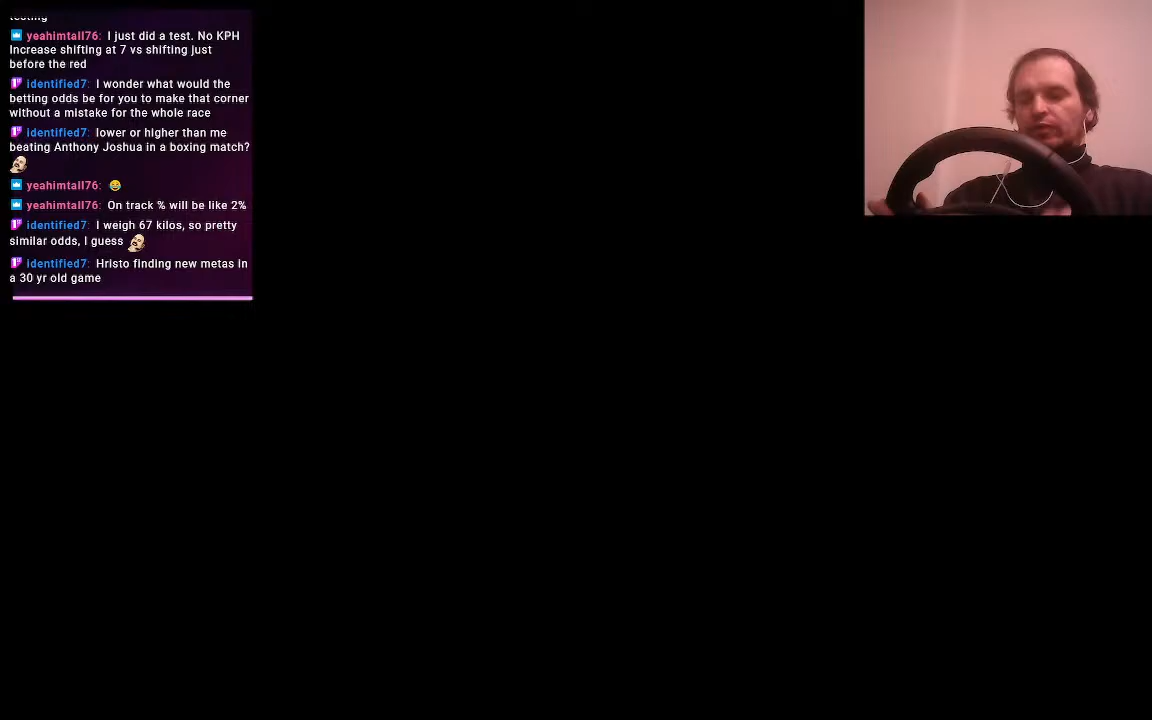 testing
yeahimtall76: I just did a test. No KPH
Increase shifting at 7 vs shifting just
before the red
identified7: I wonder what would the
betting odds be for you to make that corner
without a mistake for the whole race
identified7: lower or higher than me
beating Anthony Joshua in a boxing match?
yeahimtall76: 😂
yeahimtall76: On track % will be like 2%
identified7: I weigh 67 kilos, so pretty
similar odds, I guess
identified7: Hristo finding new metas in
a 30 yr old game